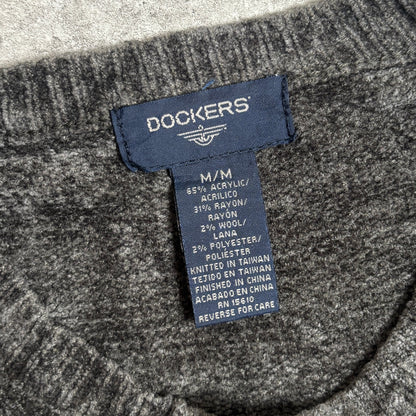 DOCKERS®
M/M
65% ACRYLIC/
ACRILICO
31% RAYON/
RAYÓN
2% WOOL/
LANA
2% POLYESTER/
POLIÉSTER
KNITTED IN TAIWAN
TEJIDO EN TAIWAN
FINISHED IN CHINA
ACABADO EN CHINA
RN 15610
REVERSE FOR CARE